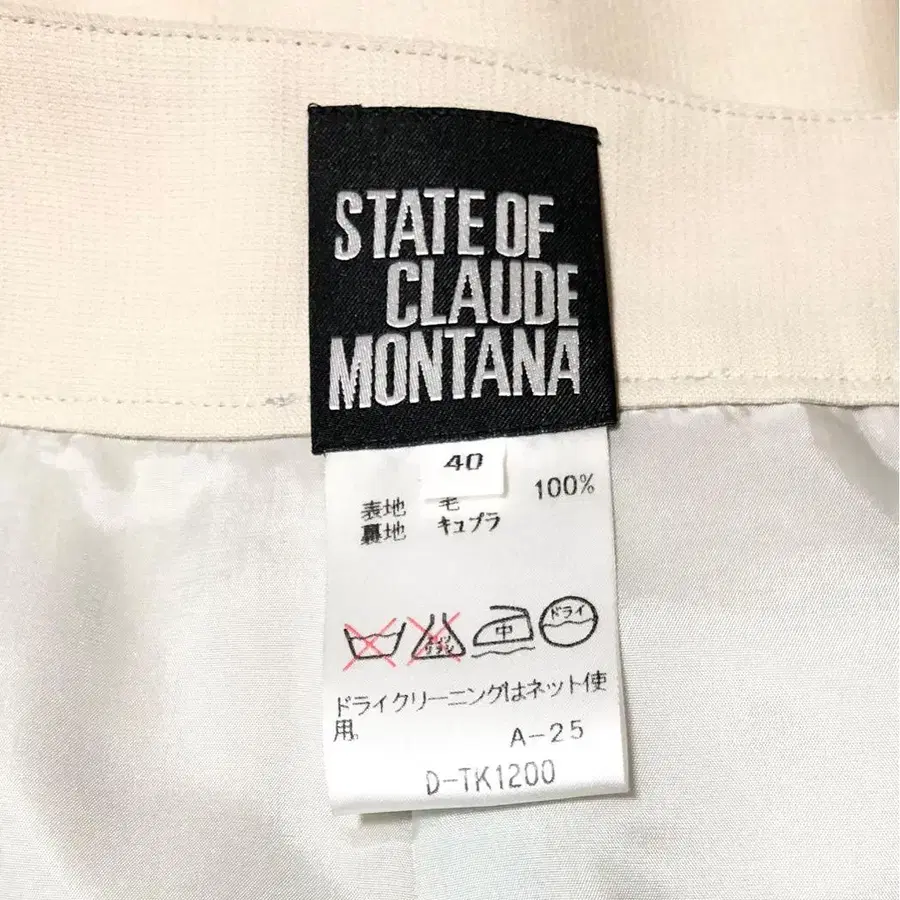 STATE OF
CLAUDE
MONTANA
40
表地 毛 100%
裏地 キュプラ
中
ドライ
ドライクリーニングはネット使
用。
A-25
D-TK1200